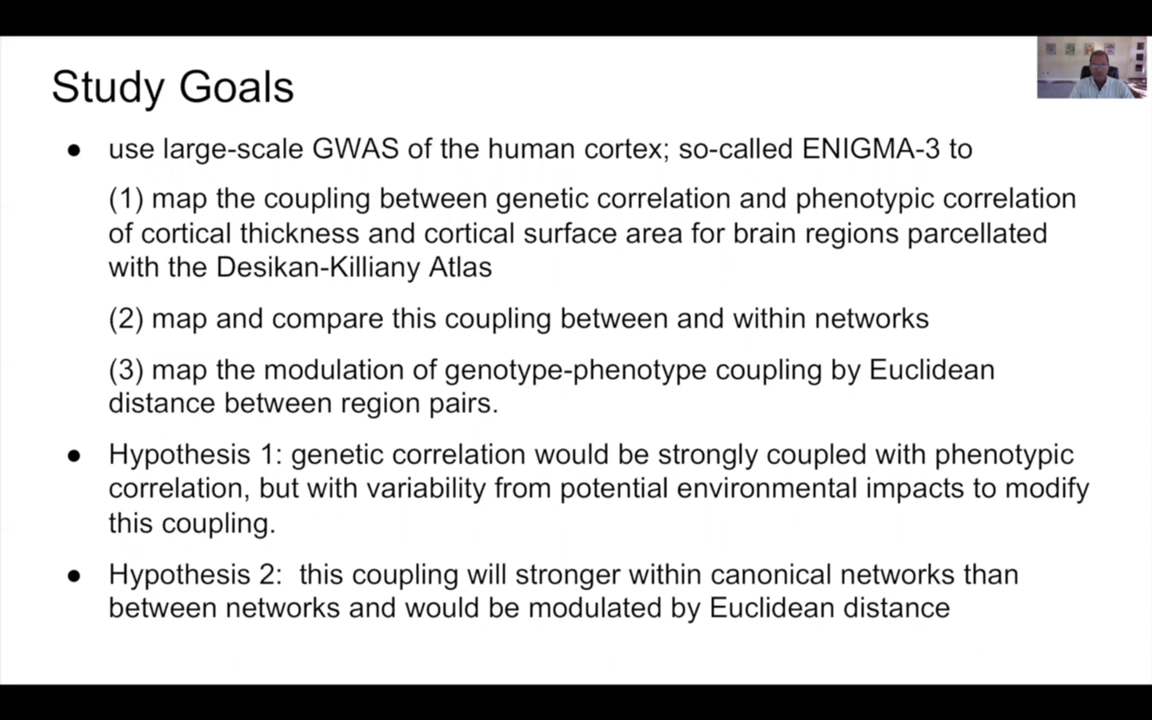 Study Goals
● use large-scale GWAS of the human cortex; so-called ENIGMA-3 to
(1) map the coupling between genetic correlation and phenotypic correlation
of cortical thickness and cortical surface area for brain regions parcellated
with the Desikan-Killiany Atlas
(2) map and compare this coupling between and within networks
(3) map the modulation of genotype-phenotype coupling by Euclidean
distance between region pairs.
● Hypothesis 1: genetic correlation would be strongly coupled with phenotypic
correlation, but with variability from potential environmental impacts to modify
this coupling.
● Hypothesis 2:  this coupling will stronger within canonical networks than
between networks and would be modulated by Euclidean distance